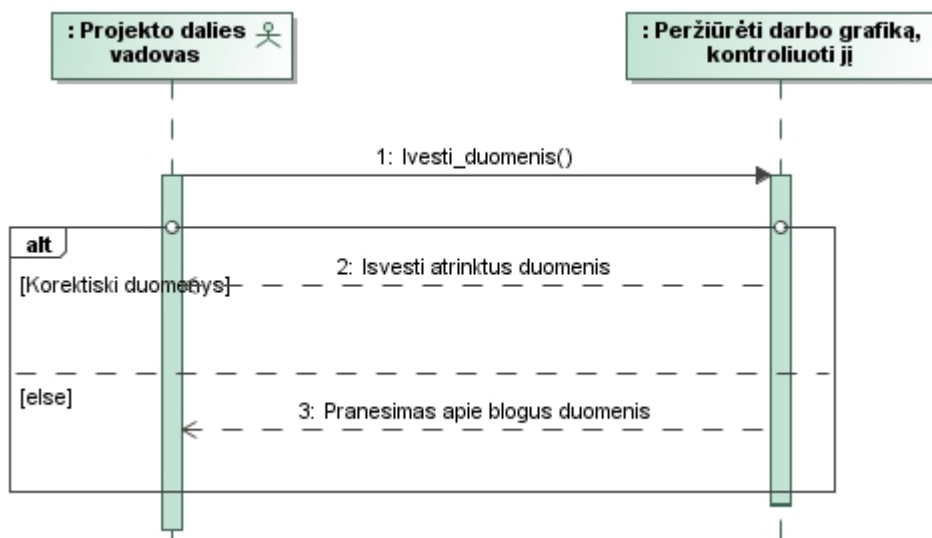 : Projekto dalies
vadovas
: Peržiūrėti darbo grafiką,
kontroliuoti jį
1: Ivesti_duomenis()
alt
2: Isvesti atrinktus duomenis
[Korektiski duomenys]
[else]
3: Pranesimas apie blogus duomenis